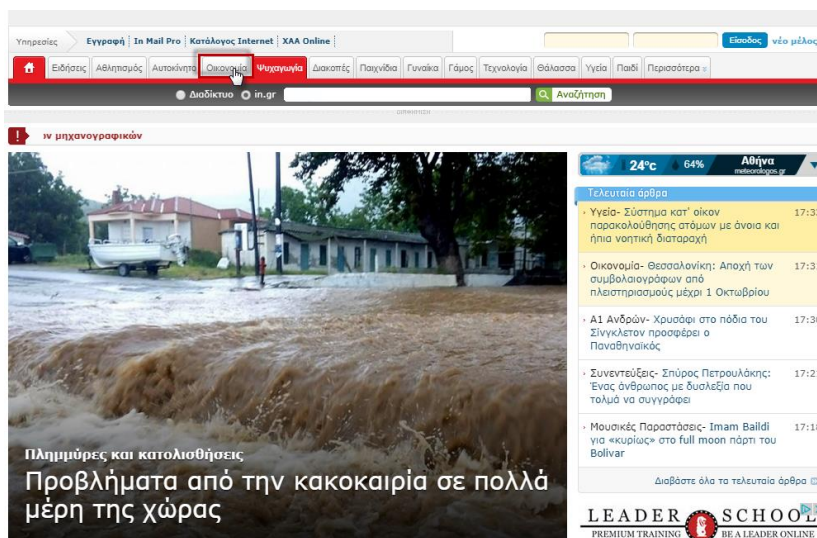 Υπηρεσίες
Εγγραφή In Mail Pro Κατάλογος Internet ΧΑΑ Online
Είσοδος νέο μέλος
Ειδήσεις Αθλητισμός Αυτοκίνητο Οικονομία Ψυχαγωγία Διακοπές Παιχνίδια Γυναίκα Γάμος Τεχνολογία Θάλασσα Υγεία Παιδί Περισσότερα
Διαδίκτυο in.gr Αναζήτηση
ΔΙΑΦΗΜΙΣΗ
ων μηχανογραφικών
24°c 64% Αθήνα
meteorologos.gr
Τελευταία άρθρα
Υγεία- Σύστημα κατ' οίκον
παρακολούθησης ατόμων με άνοια και
ήπια νοητική διαταραχή
Οικονομία- Θεσσαλονίκη: Αποχή των
συμβολαιογράφων από
πλειστηριασμούς μέχρι 1 Οκτωβρίου
Α1 Ανδρών- Χρυσάφι στο πόδια του
Σίνγκλετον προσφέρει ο
Παναθηναϊκός
Συνεντεύξεις- Σπύρος Πετρουλάκης:
Ένας άνθρωπος με δυσλεξία που
τολμά να συγγράφει
Μουσικές Παραστάσεις- Imam Baildi 17:18
για «κυρίως» στο full moon πάρτι του
Bolivar
Διαβάστε όλα τα τελευταία άρθρα
Πλημμύρες και κατολισθήσεις
Προβλήματα από την κακοκαιρία σε πολλά
μέρη της χώρας
LEADER SCHOOL
PREMIUM TRAINING BE A LEADER ONLINE